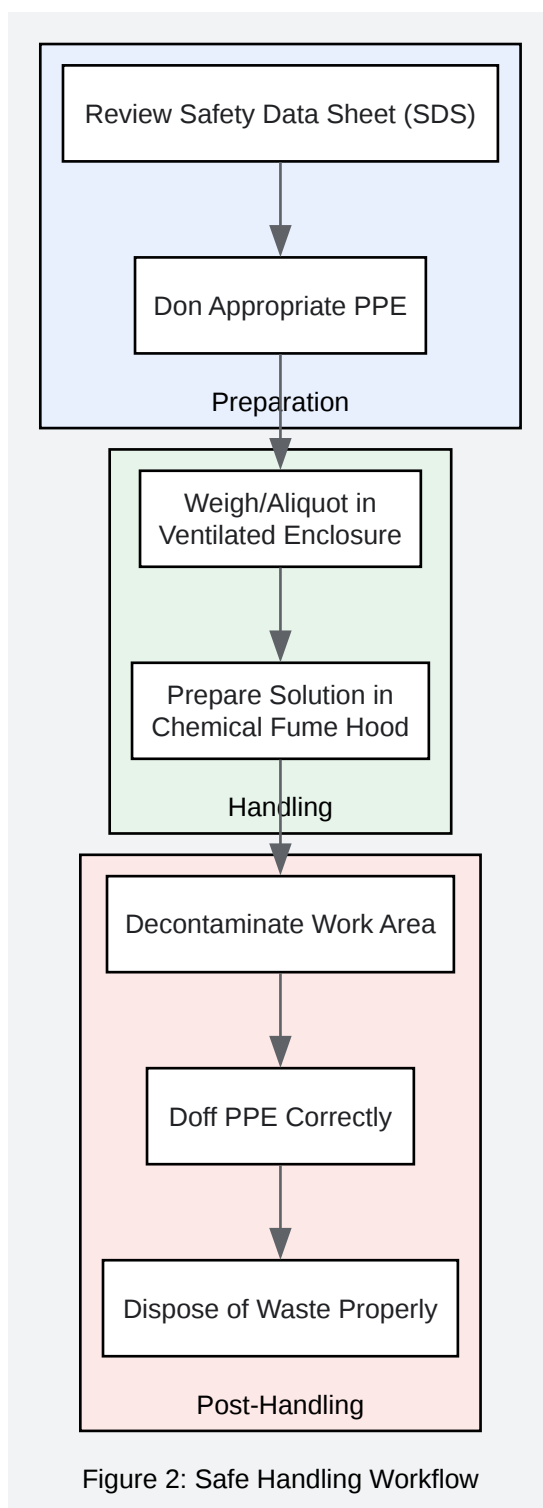 Review Safety Data Sheet (SDS)
Don Appropriate PPE
Preparation
Weigh/Aliquot in
Ventilated Enclosure
Prepare Solution in
Chemical Fume Hood
Handling
Decontaminate Work Area
Doff PPE Correctly
Dispose of Waste Properly
Post-Handling
Figure 2: Safe Handling Workflow